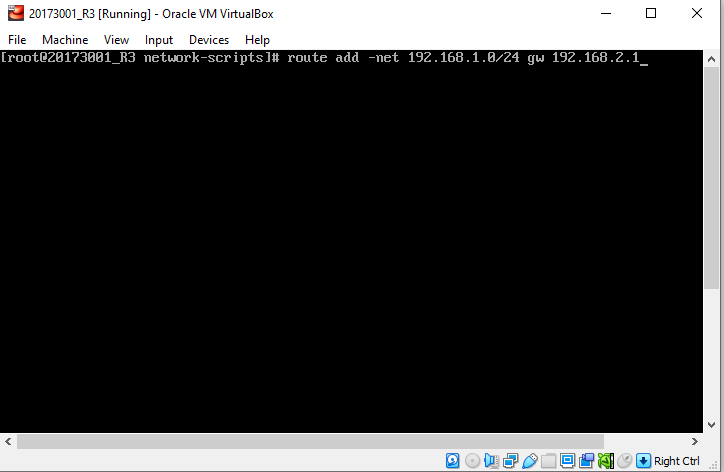 20173001_R3 [Running] - Oracle VM VirtualBox
File Machine View Input Devices Help
[root@20173001_R3 network-scripts]# route add -net 192.168.1.0/24 gw 192.168.2.1_
Right Ctrl